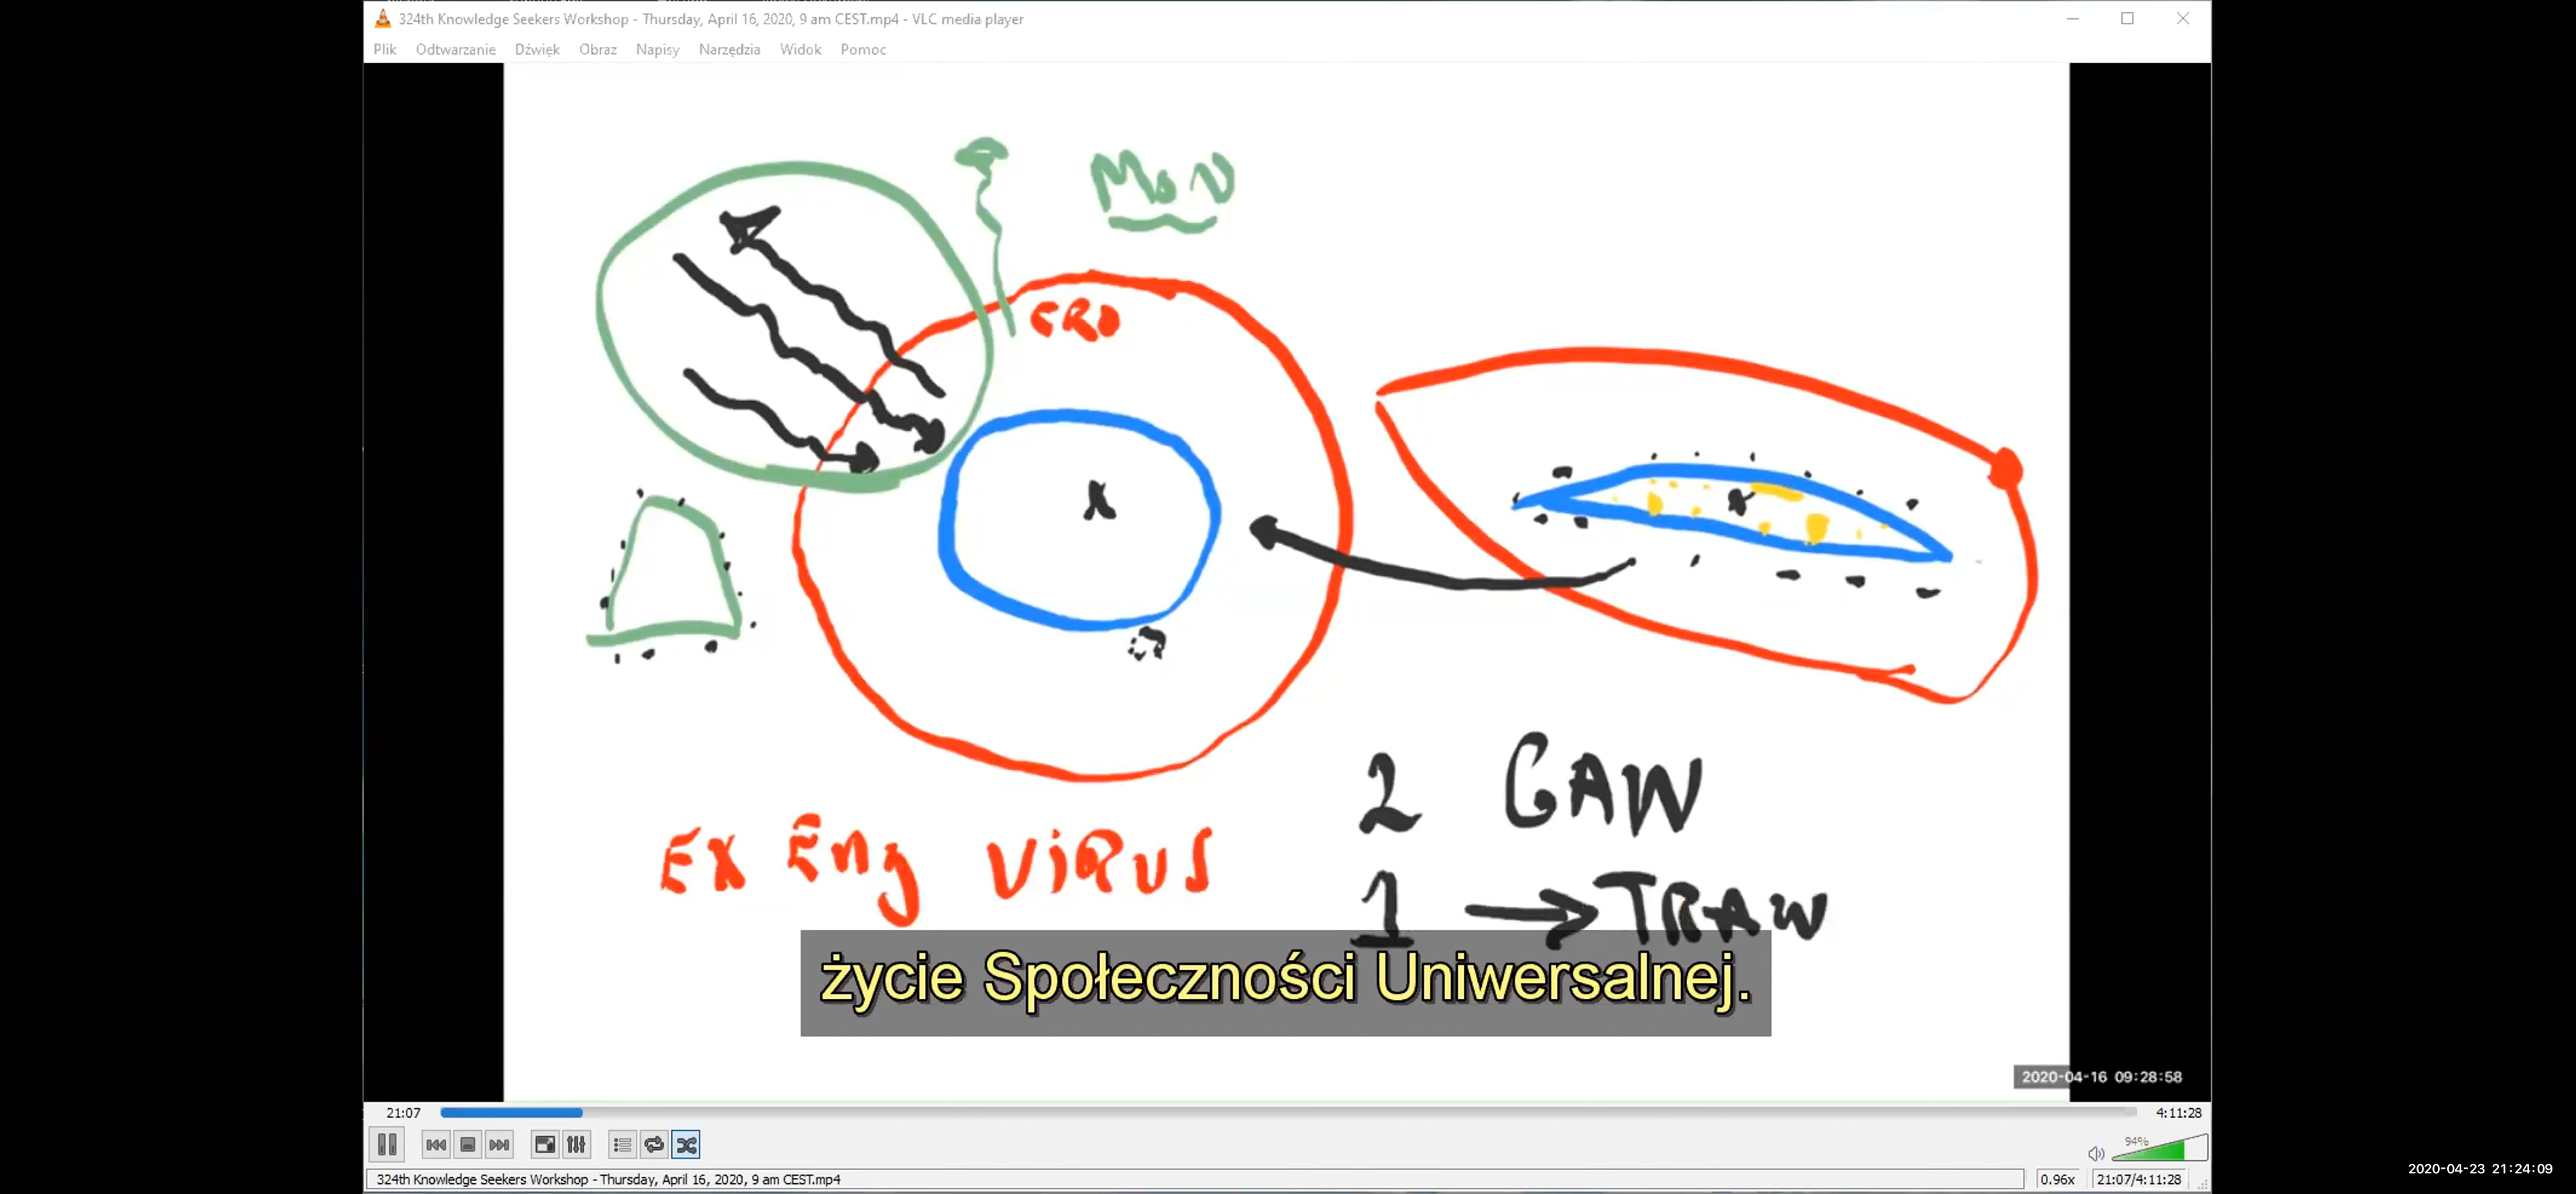 324th Knowledge Seekers Workshop - Thursday, April 16, 2020, 9 am CEST.mp4 - VLC media player
Plik Odtwarzanie Dźwięk Obraz Napisy Narzędzia Widok Pomoc
ERO
2 GAW
EX Eng VIRUS
1 → TRAW
życie Społeczności Uniwersalnej.
2020-04-16 09:28:58
21:07 4:11:28
94%
324th Knowledge Seekers Workshop - Thursday, April 16, 2020, 9 am CEST.mp4 0.96x 21:07/4:11:28
2020-04-23 21:24:09